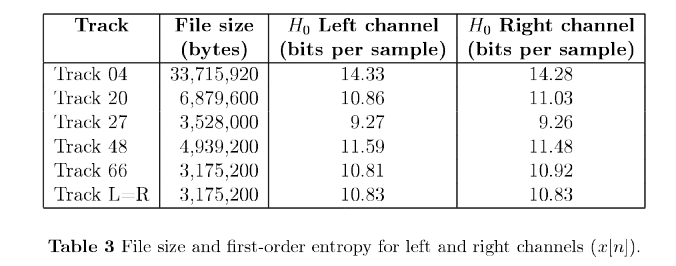 Track File size H0 Left channel H0 Right channel
(bytes) (bits per sample) (bits per sample)
Track 04 33,715,920 14.33 14.28
Track 20 6,879,600 10.86 11.03
Track 27 3,528,000 9.27 9.26
Track 48 4,939,200 11.59 11.48
Track 66 3,175,200 10.81 10.92
Track L=R 3,175,200 10.83 10.83
Table 3 File size and first-order entropy for left and right channels (x[n]).